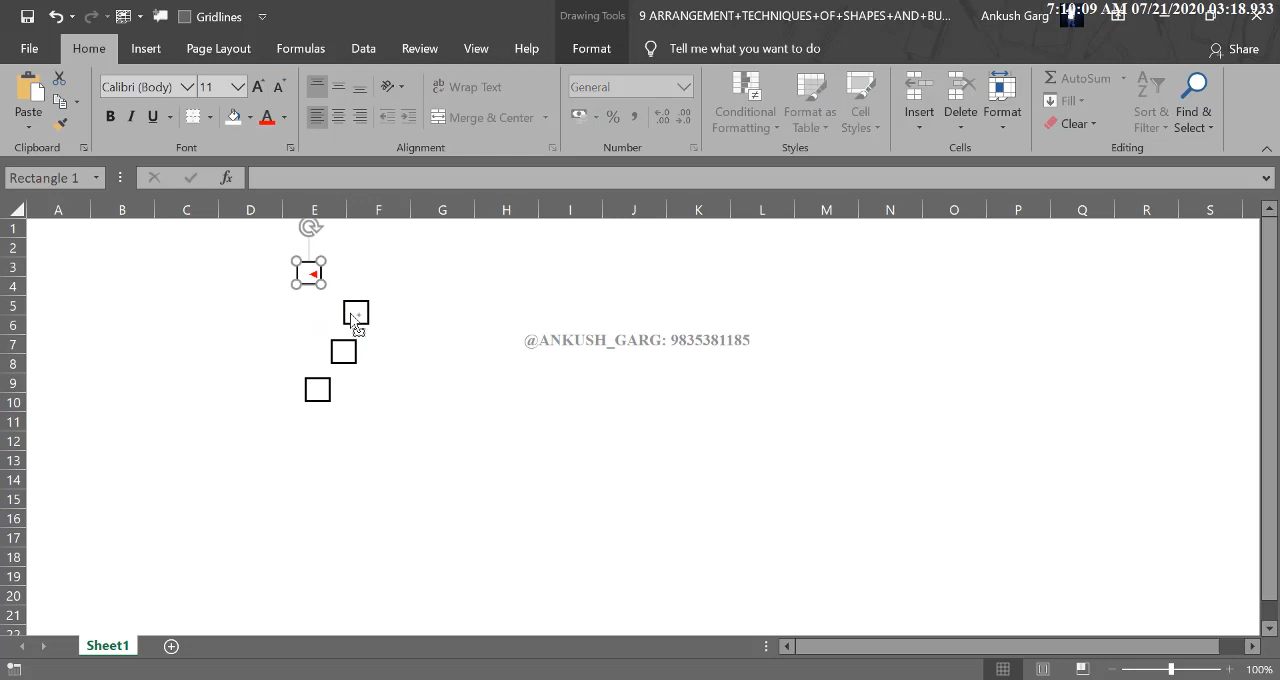 Gridlines
Drawing Tools
9 ARRANGEMENT+TECHNIQUES+OF+SHAPES+AND+BU...
Ankush Garg
7:10:09 AM 07/21/2020 03:18.933
File
Home
Insert
Page Layout
Formulas
Data
Review
View
Help
Format
Tell me what you want to do
Share
Paste
Clipboard
Calibri (Body)
11
B I U
Font
Wrap Text
Merge & Center
Alignment
General
Number
Conditional Formatting
Format as Table
Cell Styles
Styles
Insert
Delete
Format
Cells
AutoSum
Fill
Clear
Sort & Filter
Find & Select
Editing
Rectangle 1
fx
A B C D E F G H I J K L M N O P Q R S
1
2
3
4
5
6
7
8
9
10
11
12
13
14
15
16
17
18
19
20
21
22
@ANKUSH_GARG: 9835381185
Sheet1
100%